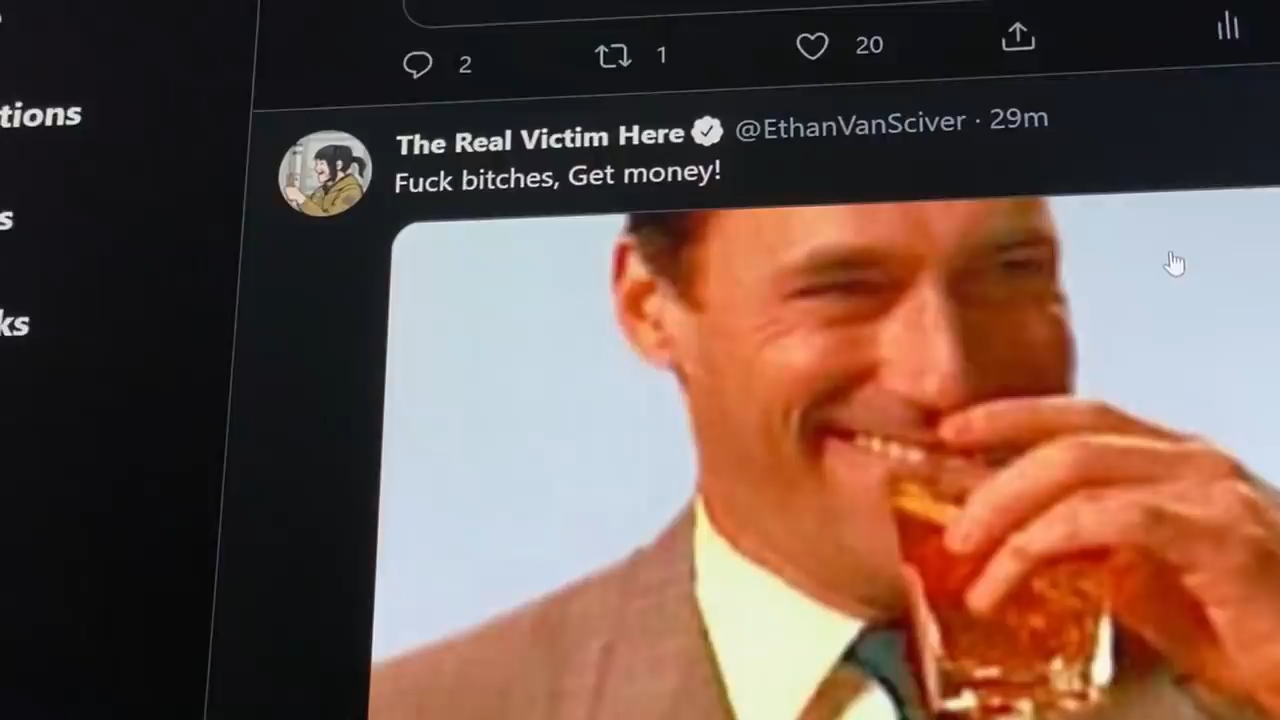 2 1 20
tions
The Real Victim Here @EthanVanSciver · 29m
Fuck bitches, Get money!
s
ks